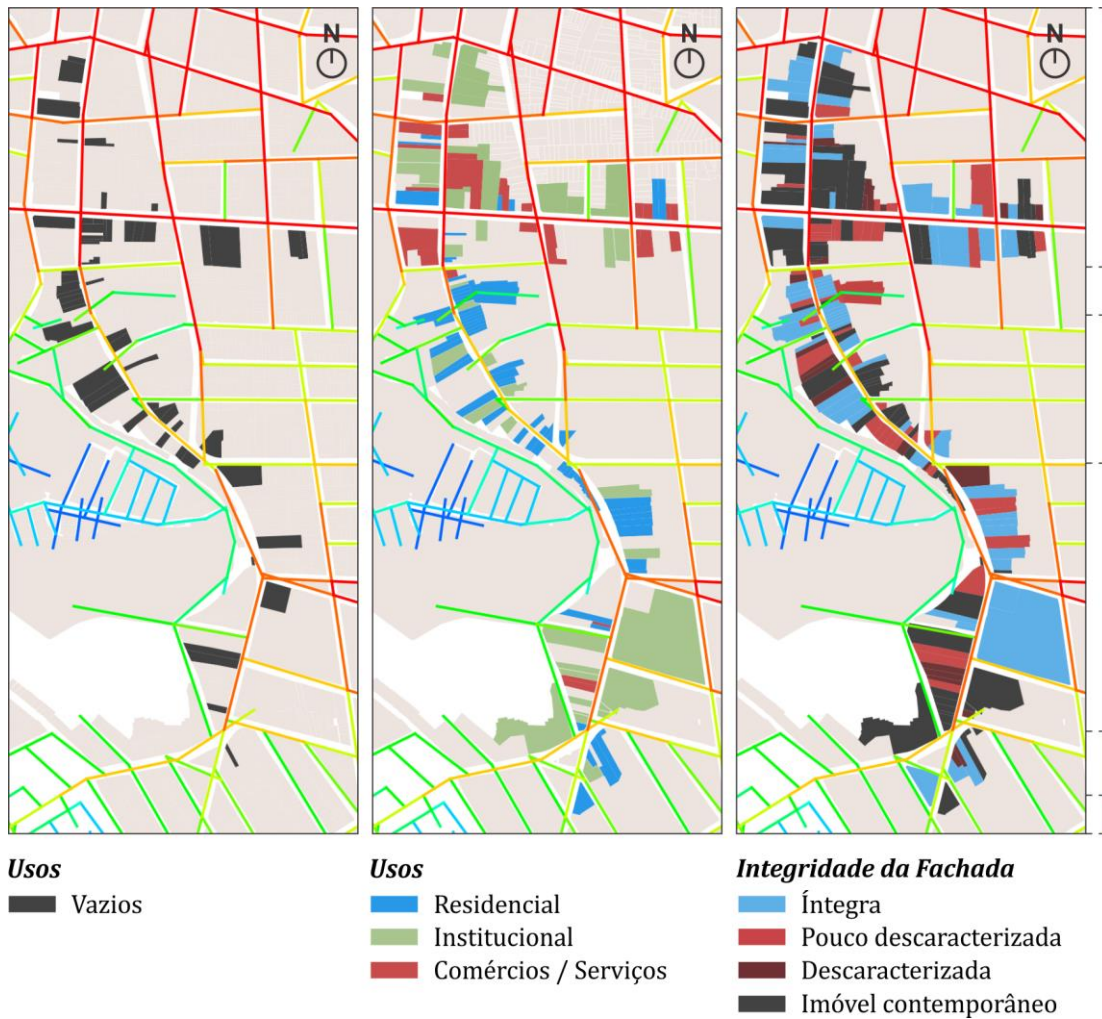 N
N
N
Usos
Vazios
Usos
Residencial
Institucional
Comércios / Serviços
Integridade da Fachada
Íntegra
Pouco descaracterizada
Descaracterizada
Imóvel contemporâneo